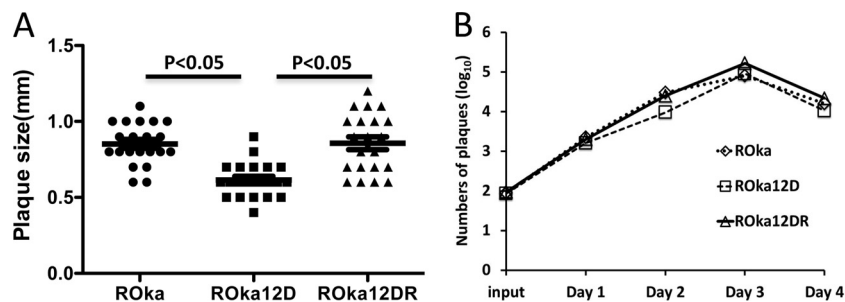 A
Plaque size(mm)
1.5
1.0
0.5
0.0
P<0.05
P<0.05
ROka
ROka12D
ROka12DR
B
Numbers of plaques (log10)
6
5
4
3
2
1
0
ROka
ROka12D
ROka12DR
input
Day 1
Day 2
Day 3
Day 4